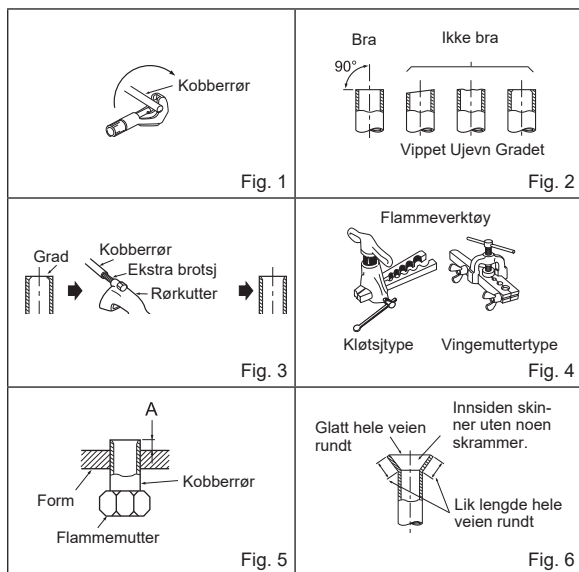 Kobberrør
Fig. 1
Bra
Ikke bra
90°
Vippet Ujevn Gradet
Fig. 2
Grad
Kobberrør
Ekstra brotsj
Rørkutter
Fig. 3
Flammeverktøy
Kløtsjtype
Vingemuttertype
Fig. 4
A
Kobberrør
Form
Flammemutter
Fig. 5
Glatt hele veien
rundt
Innsiden skin-
ner uten noen
skrammer.
Lik lengde hele
veien rundt
Fig. 6